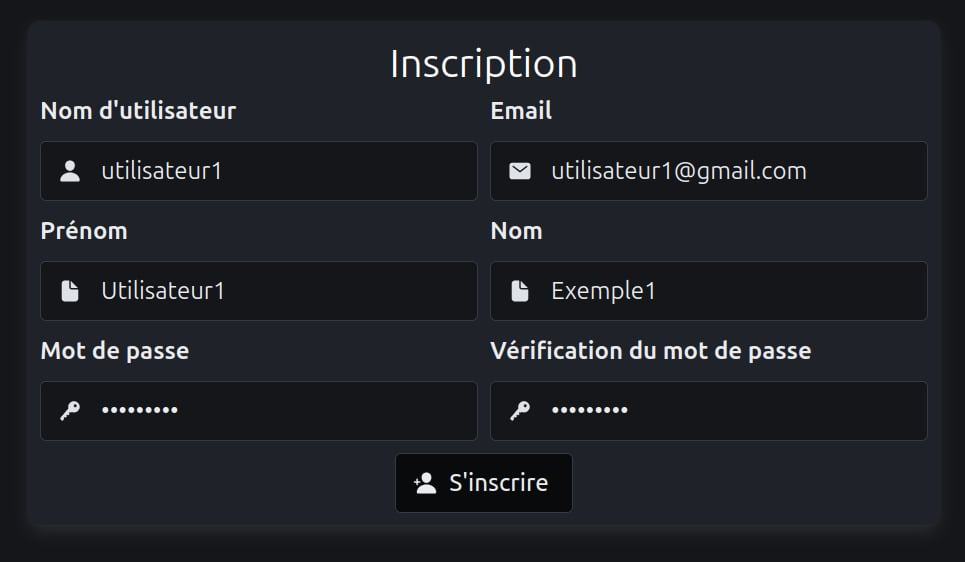 Inscription
Nom d'utilisateur
Email
utilisateur1
utilisateur1@gmail.com
Prénom
Nom
Utilisateur1
Exemple1
Mot de passe
Vérification du mot de passe
•••••••••
•••••••••
S'inscrire